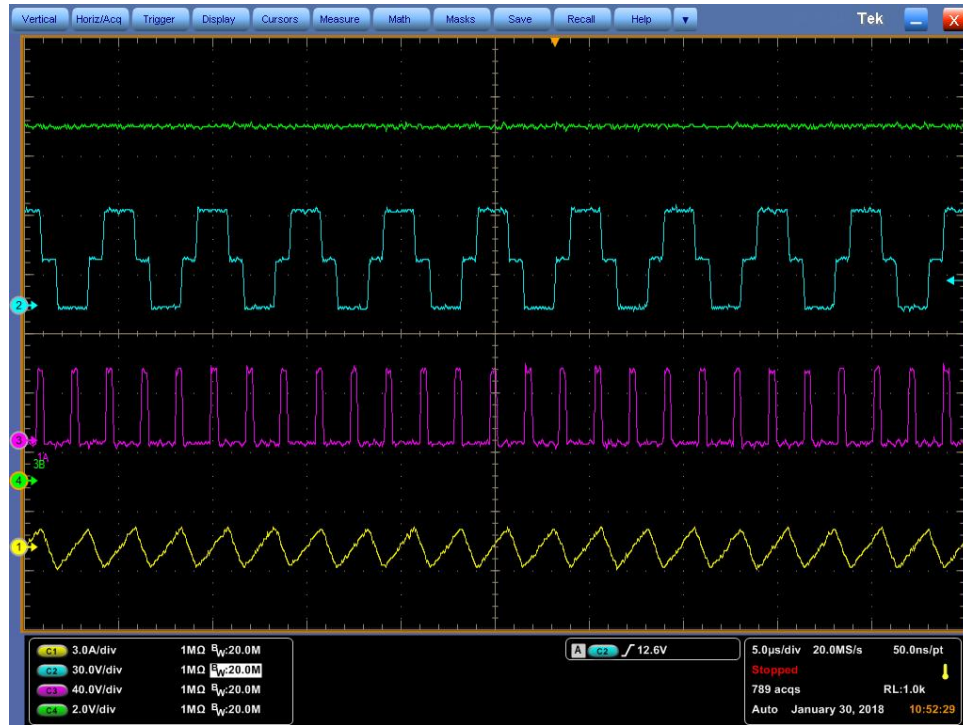 Vertical Horiz/Acq Trigger Display Cursors Measure Math Masks Save Recall Help Tek X
2
3
1A
3B
4
1
C1 3.0A/div 1MΩ BW:20.0M
C2 30.0V/div 1MΩ BW:20.0M
C3 40.0V/div 1MΩ BW:20.0M
C4 2.0V/div 1MΩ BW:20.0M
A C2 12.6V
5.0µs/div 20.0MS/s 50.0ns/pt
Stopped
789 acqs RL:1.0k
Auto January 30, 2018 10:52:29